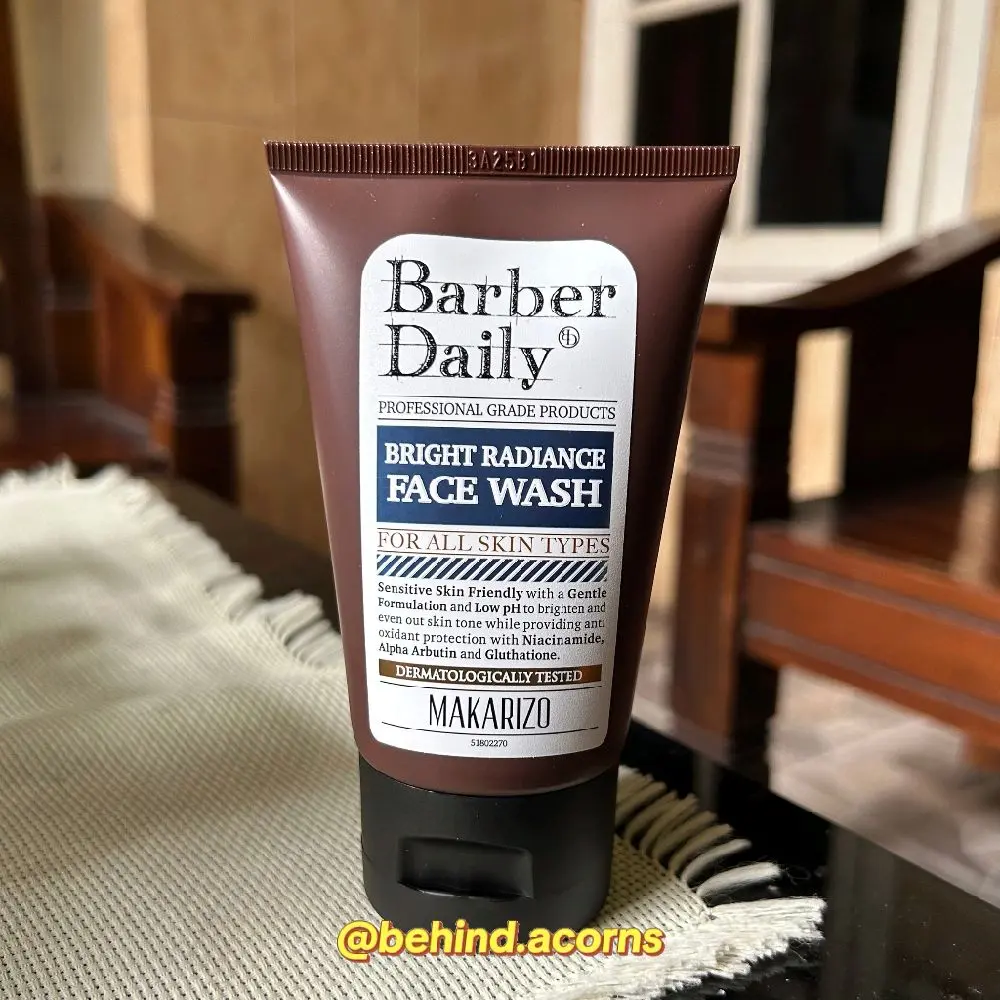 3A25B1
Barber
Daily
PROFESSIONAL GRADE PRODUCTS
BRIGHT RADIANCE
FACE WASH
FOR ALL SKIN TYPES
Sensitive Skin Friendly with a Gentle
Formulation and Low pH to brighten and
even out skin tone while providing anti
oxidant protection with Niacinamide,
Alpha Arbutin and Gluthatione.
DERMATOLOGICALLY TESTED
MAKARIZO
51802270
@behind.acorns